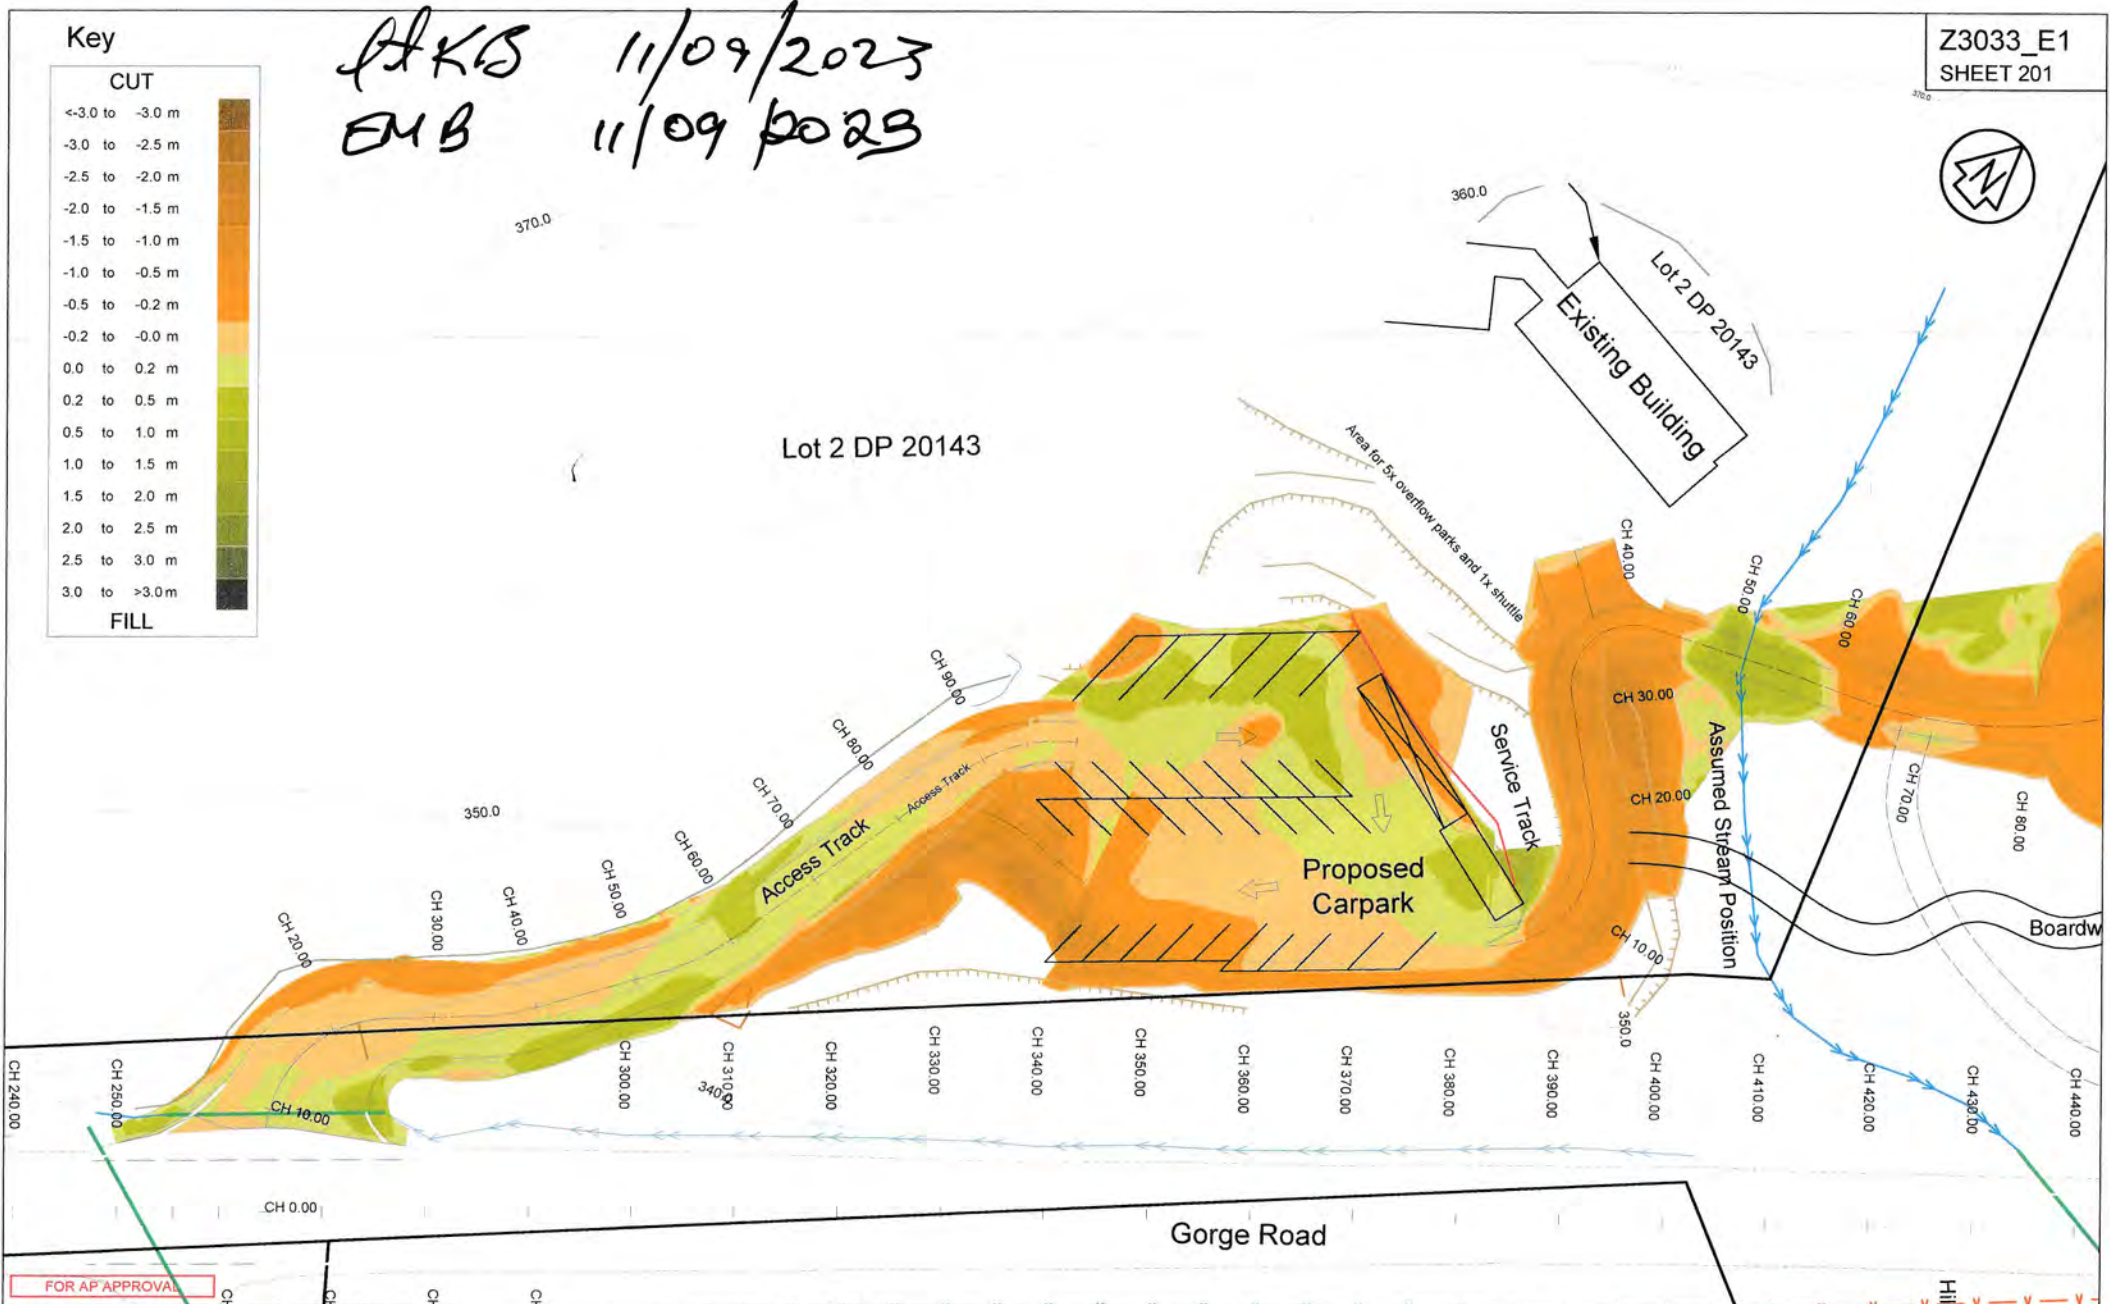 Key
CUT
<-3.0 to -3.0 m
-3.0 to -2.5 m
-2.5 to -2.0 m
-2.0 to -1.5 m
-1.5 to -1.0 m
-1.0 to -0.5 m
-0.5 to -0.2 m
-0.2 to -0.0 m
0.0 to 0.2 m
0.2 to 0.5 m
0.5 to 1.0 m
1.0 to 1.5 m
1.5 to 2.0 m
2.0 to 2.5 m
2.5 to 3.0 m
3.0 to >3.0 m
FILL
11/09/2023
EMB 11/09/2023
Z3033_E1
SHEET 201
370.0
N
370.0
360.0
Lot 2 DP 20143
Existing Building
Lot 2 DP 20143
Area for 5x overflow parks and 1x shuttle
350.0
CH 20.00
CH 30.00
CH 40.00
CH 50.00
CH 60.00
CH 70.00
CH 80.00
CH 90.00
Access Track
Access Track
CH 10.00
CH 0.00
Proposed
Carpark
Service Track
CH 40.00
CH 30.00
CH 20.00
CH 10.00
CH 50.00
CH 60.00
CH 70.00
CH 80.00
Assumed Stream Position
Boardw
350.0
340.0
CH 240.00
CH 250.00
CH 300.00
CH 310.00
CH 320.00
CH 330.00
CH 340.00
CH 350.00
CH 360.00
CH 370.00
CH 380.00
CH 390.00
CH 400.00
CH 410.00
CH 420.00
CH 430.00
CH 440.00
Gorge Road
FOR AP APPROVAL
CH
CH
CH
CH
Hil